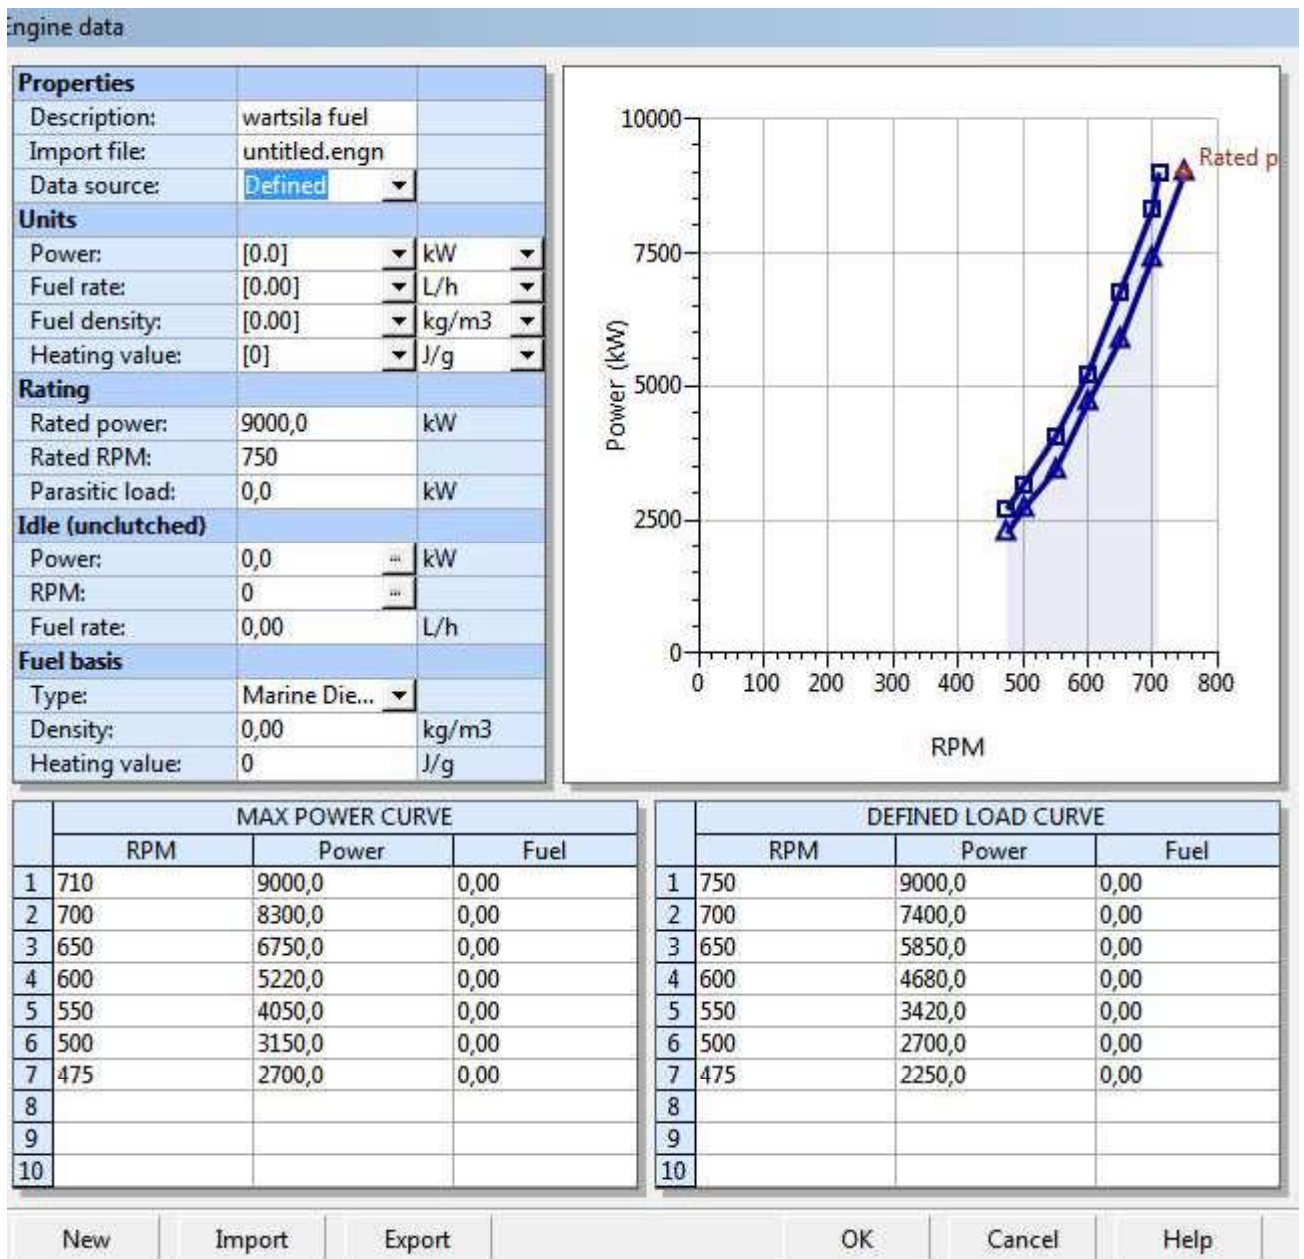 Engine data
Properties
Description: wartsila fuel
Import file: untitled.engn
Data source: Defined
Units
Power: [0.0] kW
Fuel rate: [0.00] L/h
Fuel density: [0.00] kg/m3
Heating value: [0] J/g
Rating
Rated power: 9000,0 kW
Rated RPM: 750
Parasitic load: 0,0 kW
Idle (unclutched)
Power: 0,0 ... kW
RPM: 0 ...
Fuel rate: 0,00 L/h
Fuel basis
Type: Marine Die...
Density: 0,00 kg/m3
Heating value: 0 J/g
10000
7500
5000
2500
0
Power (kW)
Rated p
0 100 200 300 400 500 600 700 800
RPM
MAX POWER CURVE
RPM Power Fuel
1 710 9000,0 0,00
2 700 8300,0 0,00
3 650 6750,0 0,00
4 600 5220,0 0,00
5 550 4050,0 0,00
6 500 3150,0 0,00
7 475 2700,0 0,00
8
9
10
DEFINED LOAD CURVE
RPM Power Fuel
1 750 9000,0 0,00
2 700 7400,0 0,00
3 650 5850,0 0,00
4 600 4680,0 0,00
5 550 3420,0 0,00
6 500 2700,0 0,00
7 475 2250,0 0,00
8
9
10
New Import Export OK Cancel Help